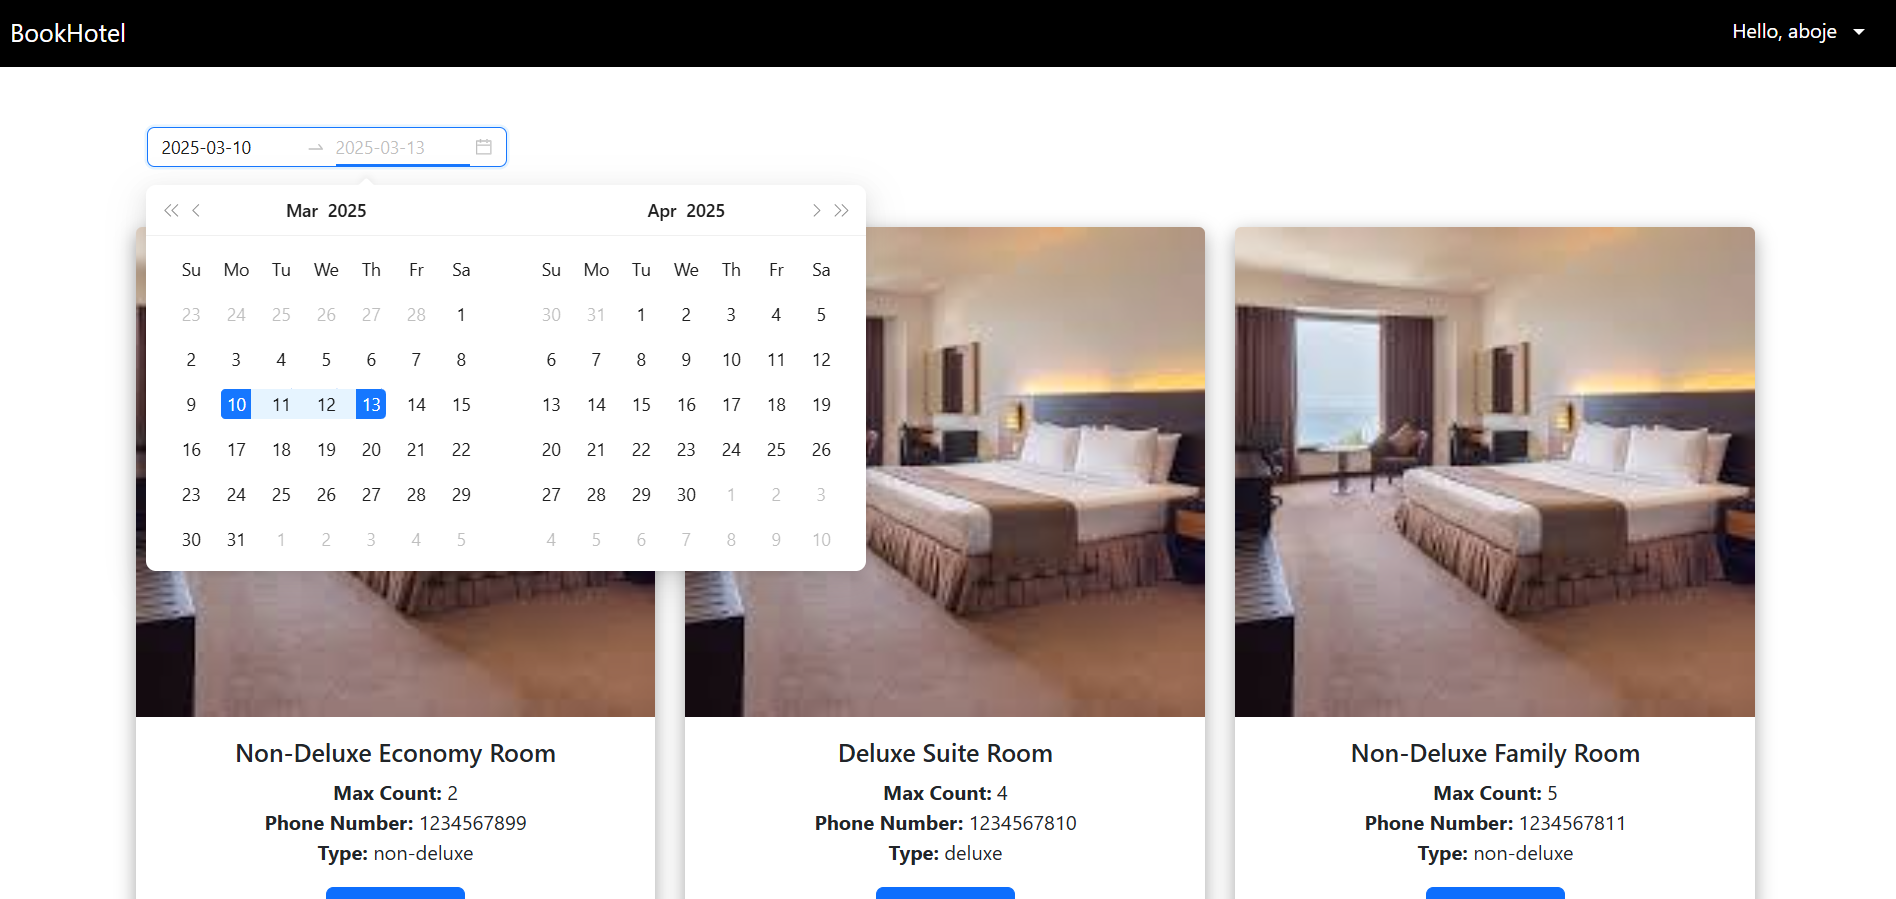 BookHotel
Hello, aboje
2025-03-10 2025-03-13
Mar 2025
Su Mo Tu We Th Fr Sa
23 24 25 26 27 28 1
2 3 4 5 6 7 8
9 10 11 12 13 14 15
16 17 18 19 20 21 22
23 24 25 26 27 28 29
30 31 1 2 3 4 5
Apr 2025
Su Mo Tu We Th Fr Sa
30 31 1 2 3 4 5
6 7 8 9 10 11 12
13 14 15 16 17 18 19
20 21 22 23 24 25 26
27 28 29 30 1 2 3
4 5 6 7 8 9 10
Non-Deluxe Economy Room
Max Count: 2
Phone Number: 1234567899
Type: non-deluxe
Deluxe Suite Room
Max Count: 4
Phone Number: 1234567810
Type: deluxe
Non-Deluxe Family Room
Max Count: 5
Phone Number: 1234567811
Type: non-deluxe